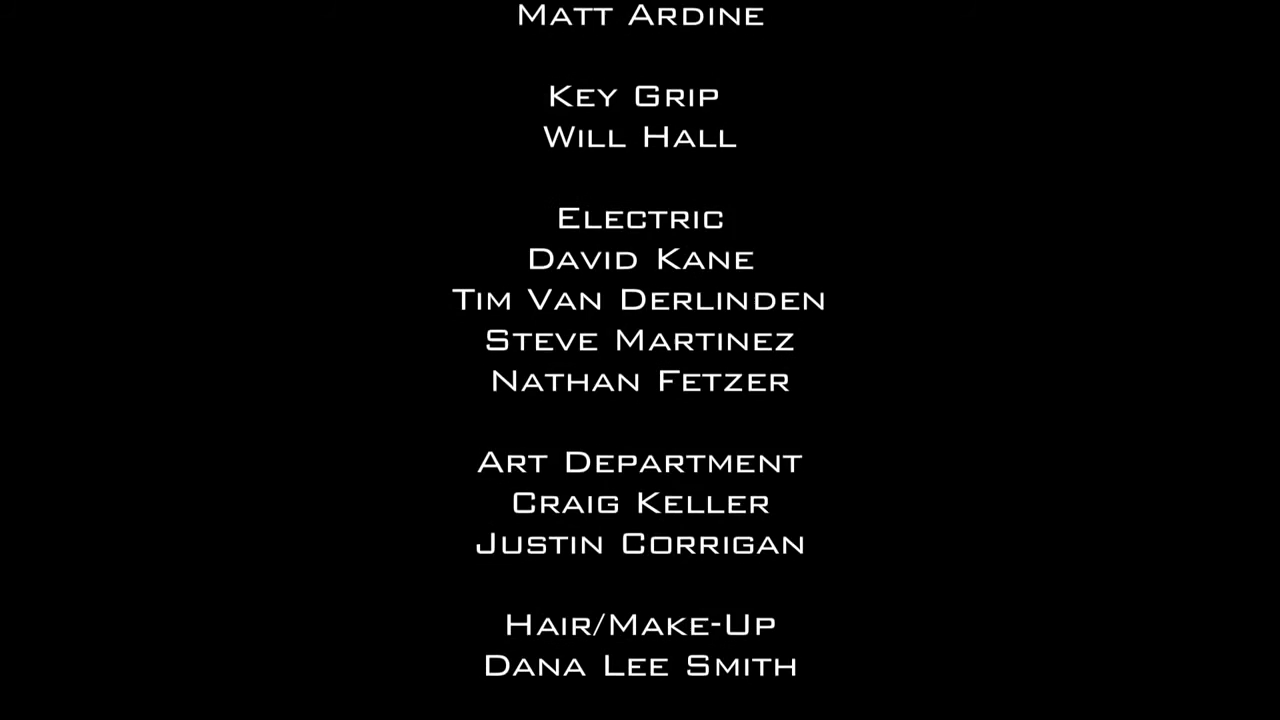 Matt Ardine
Key Grip
Will Hall
Electric
David Kane
Tim Van Derlinden
Steve Martinez
Nathan Fetzer
Art Department
Craig Keller
Justin Corrigan
Hair/Make-Up
Dana Lee Smith